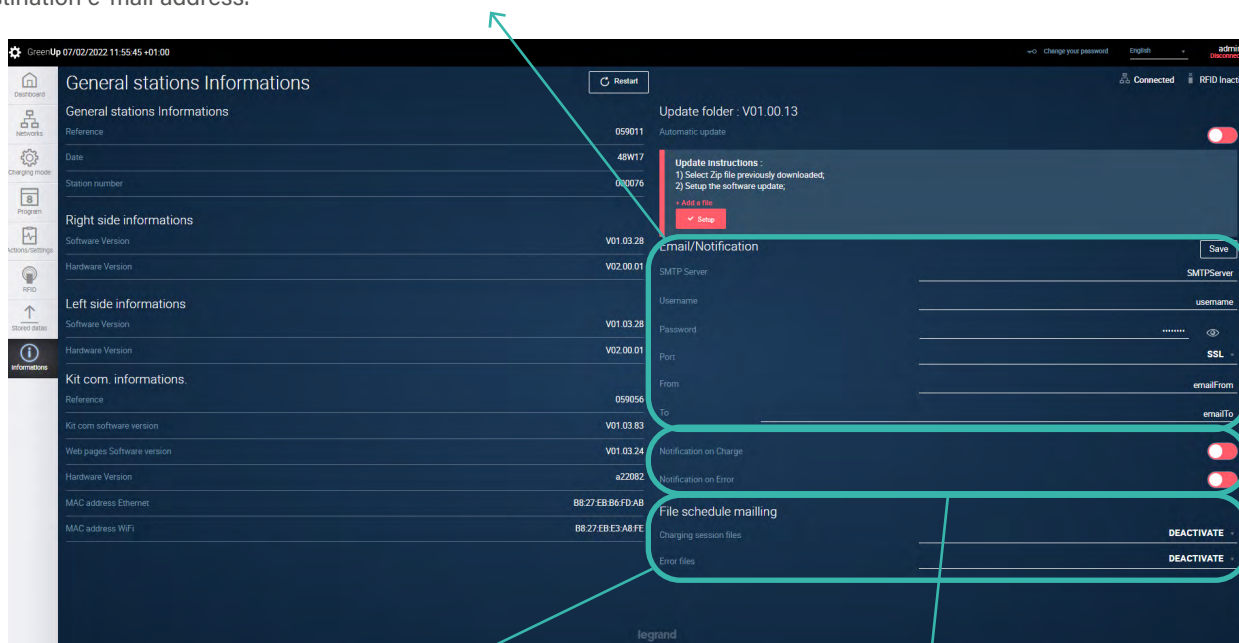 e-mail address.
GreenUp 07/02/2022 11:55:45 +01:00
Change your password
English
Dashboard
Networks
Charging mode
8
Program
Actions/Settings
RFID
Stored datas
Informations
General stations Informations
Restart
Connected
RFID
General stations Informations
Reference 059011
Date 48W17
Station number 000076
Right side informations
Software Version V01.03.28
Hardware Version V02.00.01
Left side informations
Software Version V01.03.28
Hardware Version V02.00.01
Kit com. informations.
Reference 059056
Kit com software version V01.03.83
Web pages Software version V01.03.24
Hardware Version a22082
MAC address Ethernet B8:27:EB:B6:FD:AB
MAC address WiFi B8:27:EB:E3:A8:FE
Update folder : V01.00.13
Automatic update
Update instructions :
1) Select Zip file previously downloaded;
2) Setup the software update;
+ Add a file
Setup
Email/Notification
Save
SMTP Server SMTPServer
Username username
Password ••••••••
Port SSL
From emailFrom
To emailTo
Notification on Charge
Notification on Error
File schedule mailling
Charging session files DEACTIVATE
Error files DEACTIVATE
legrand